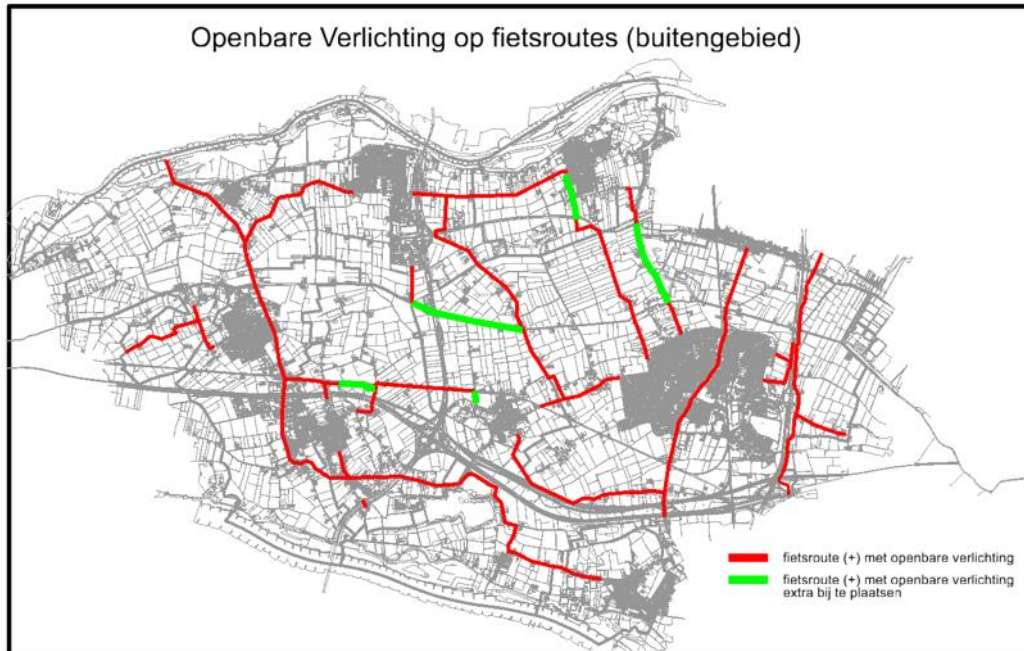 Openbare Verlichting op fietsroutes (buitengebied)
fietsroute (+) met openbare verlichting
fietsroute (+) met openbare verlichting
extra bij te plaatsen